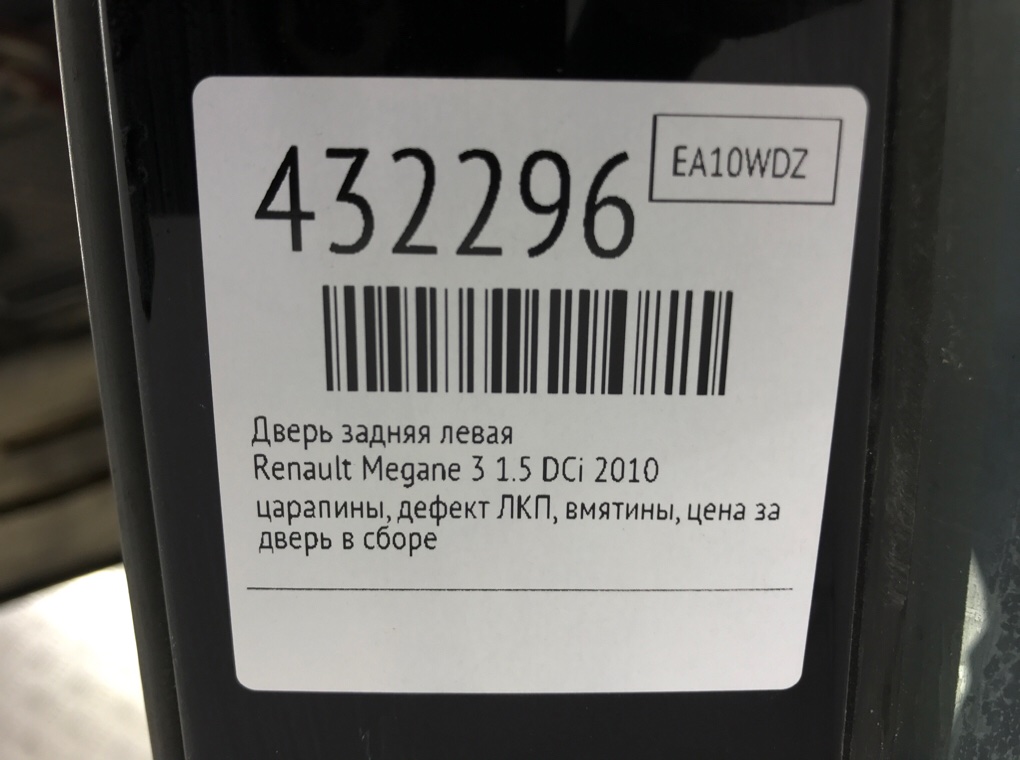 432296
EA10WDZ
Дверь задняя левая
Renault Megane 3 1.5 DCi 2010
царапины, дефект ЛКП, вмятины, цена за
дверь в сборе